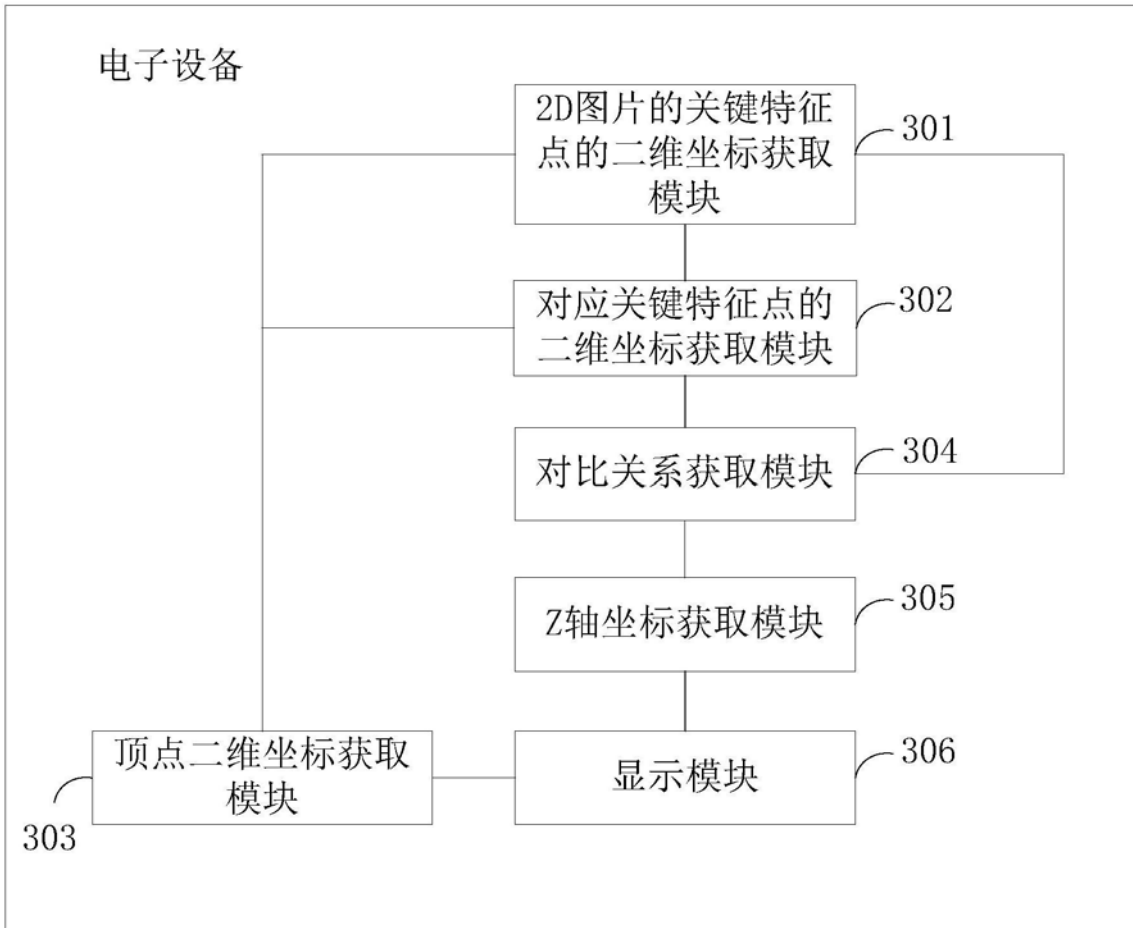 电子设备
2D图片的关键特征
点的二维坐标获取
模块
301
对应关键特征点的
二维坐标获取模块
302
对比关系获取模块
304
Z轴坐标获取模块
305
顶点二维坐标获取
模块
303
显示模块
306